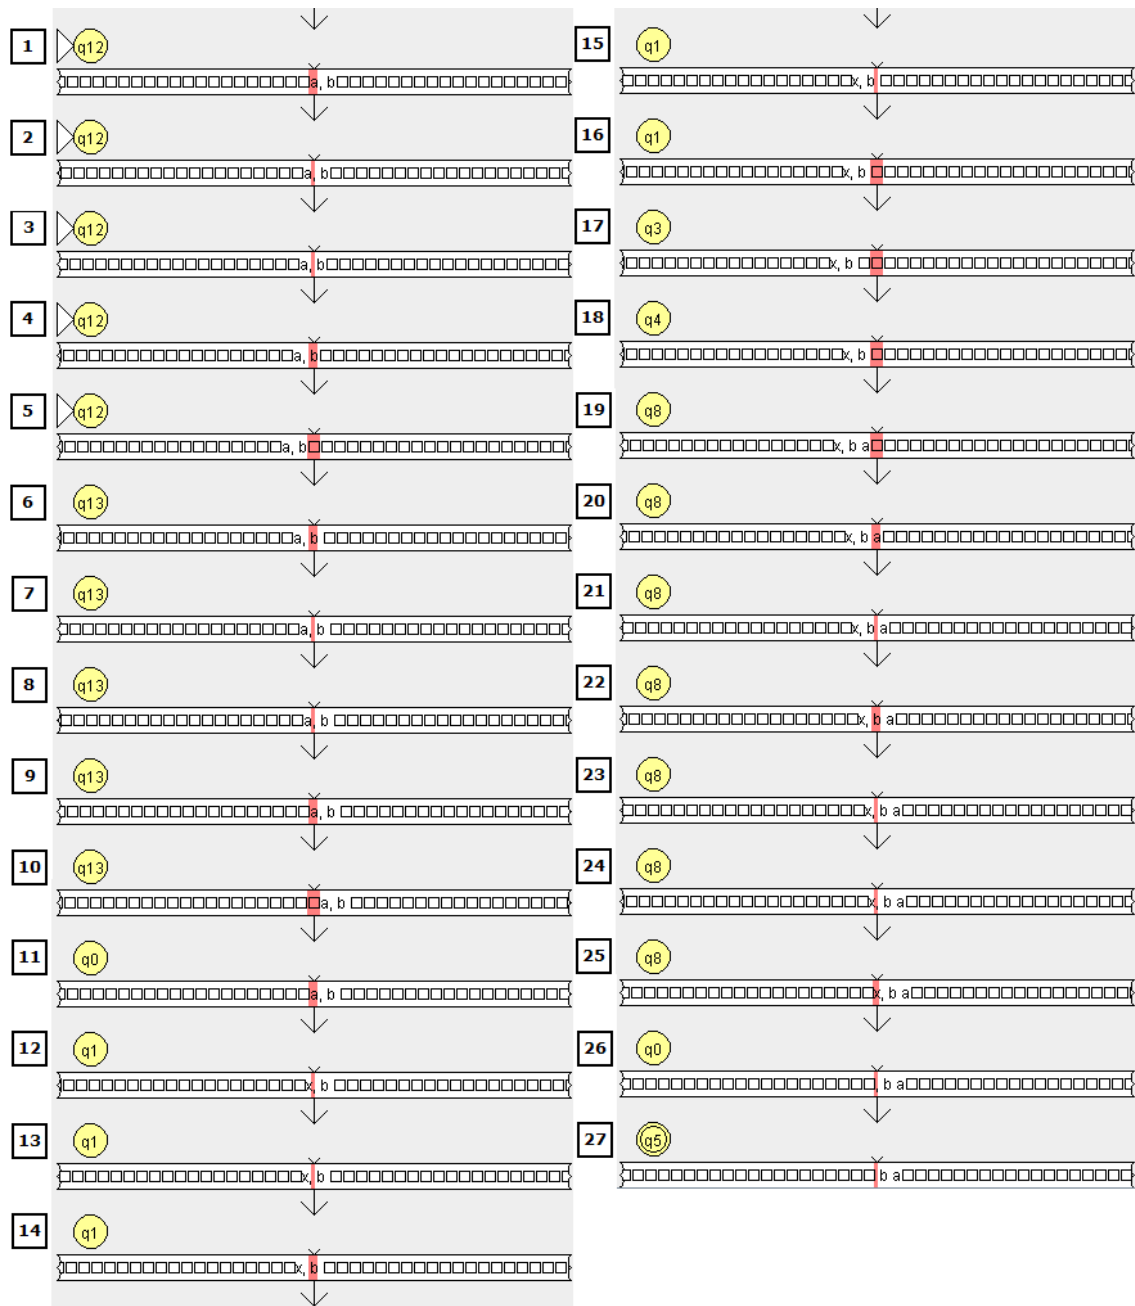 1 q12
a, b
2 q12
a, b
3 q12
a, b
4 q12
a, b
5 q12
a, b
6 q13
a, b
7 q13
a, b
8 q13
a, b
9 q13
a, b
10 q13
a, b
11 q0
a, b
12 q1
x, b
13 q1
x, b
14 q1
x, b
15 q1
x, b
16 q1
x, b
17 q3
x, b
18 q4
x, b
19 q8
x, b a
20 q8
x, b a
21 q8
x, b a
22 q8
x, b a
23 q8
x, b a
24 q8
x, b a
25 q8
x, b a
26 q0
, b a
27 q5
b a